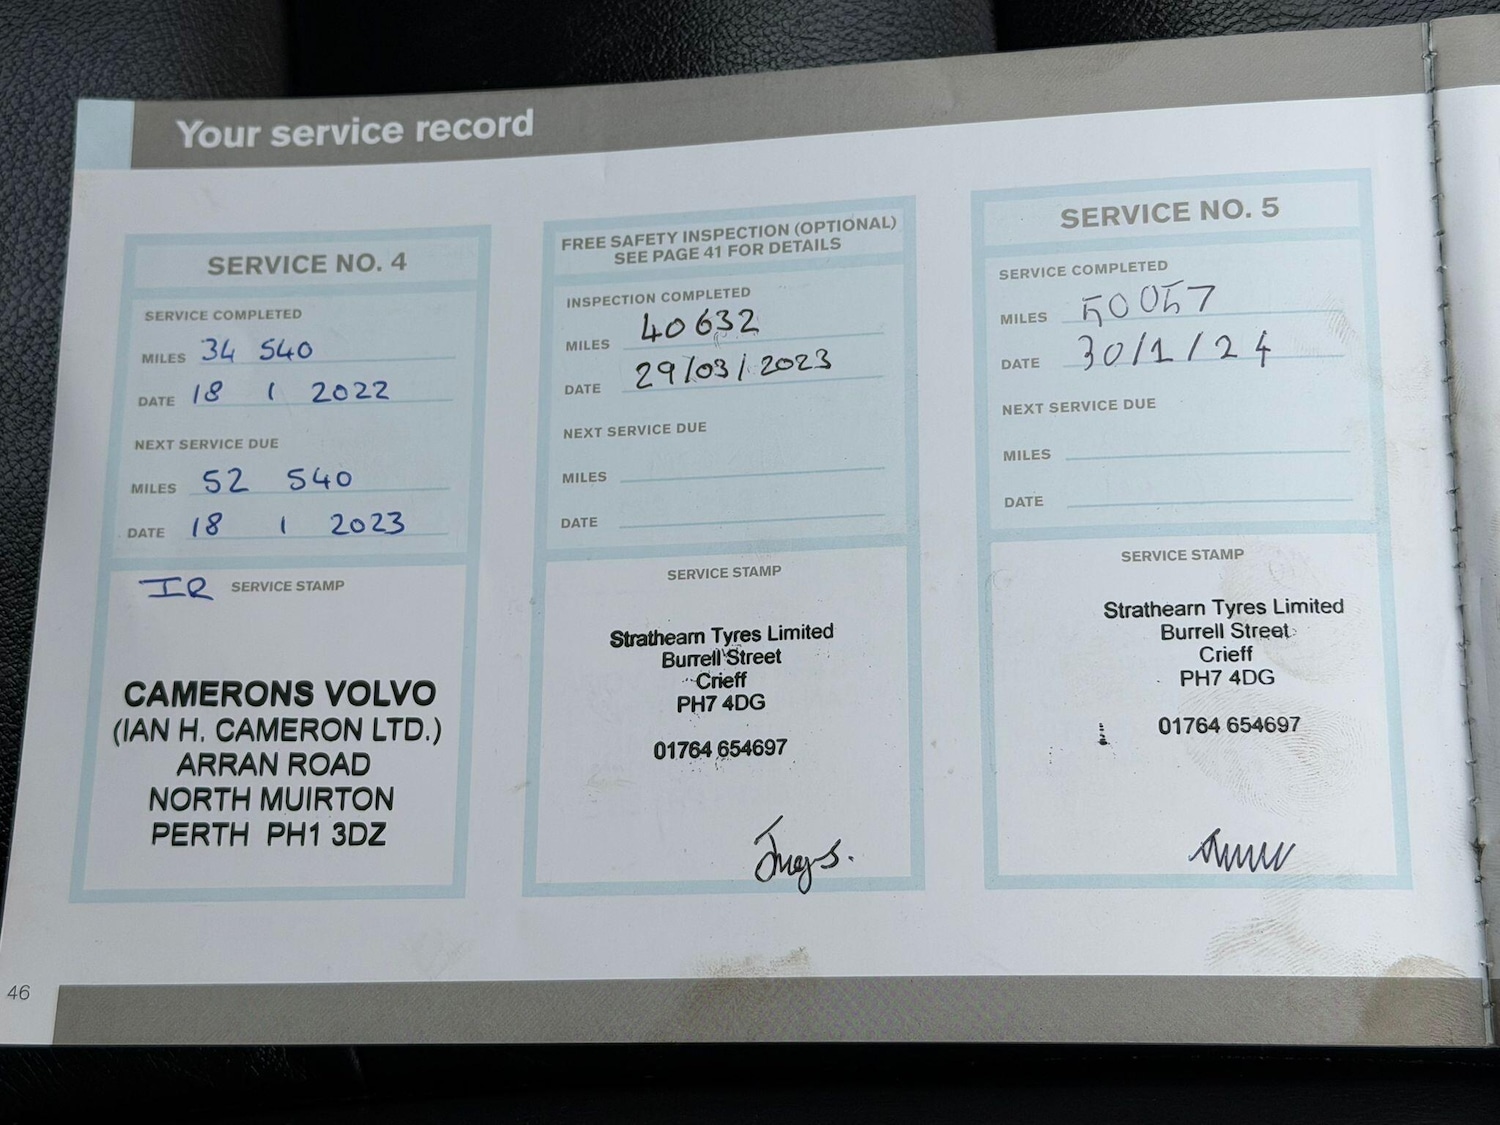 Your service record
SERVICE NO. 4
SERVICE COMPLETED
MILES 34 540
DATE 18 1 2022
NEXT SERVICE DUE
MILES 52 540
DATE 18 1 2023
IR SERVICE STAMP
CAMERONS VOLVO
(IAN H. CAMERON LTD.)
ARRAN ROAD
NORTH MUIRTON
PERTH PH1 3DZ
FREE SAFETY INSPECTION (OPTIONAL)
SEE PAGE 41 FOR DETAILS
INSPECTION COMPLETED
MILES 40632
DATE 29/03/2023
NEXT SERVICE DUE
MILES
DATE
SERVICE STAMP
Strathearn Tyres Limited
Burrell Street
Crieff
PH7 4DG
01764 654697
SERVICE NO. 5
SERVICE COMPLETED
MILES 50057
DATE 30/1/24
NEXT SERVICE DUE
MILES
DATE
SERVICE STAMP
Strathearn Tyres Limited
Burrell Street
Crieff
PH7 4DG
01764 654697
46